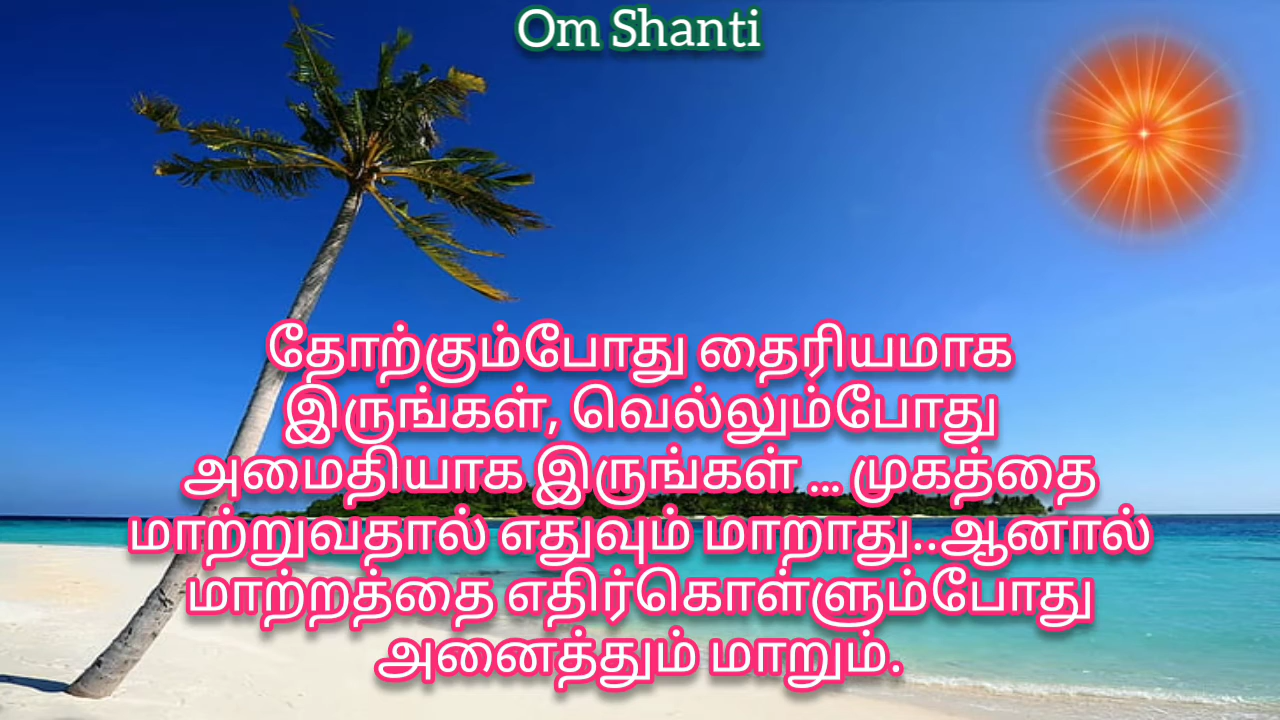 Om Shanti
தோற்கும்போது தைரியமாக
இருங்கள், வெல்லும்போது
அமைதியாக இருங்கள் ... முகத்தை
மாற்றுவதால் எதுவும் மாறாது..ஆனால்
மாற்றத்தை எதிர்கொள்ளும்போது
அனைத்தும் மாறும்.